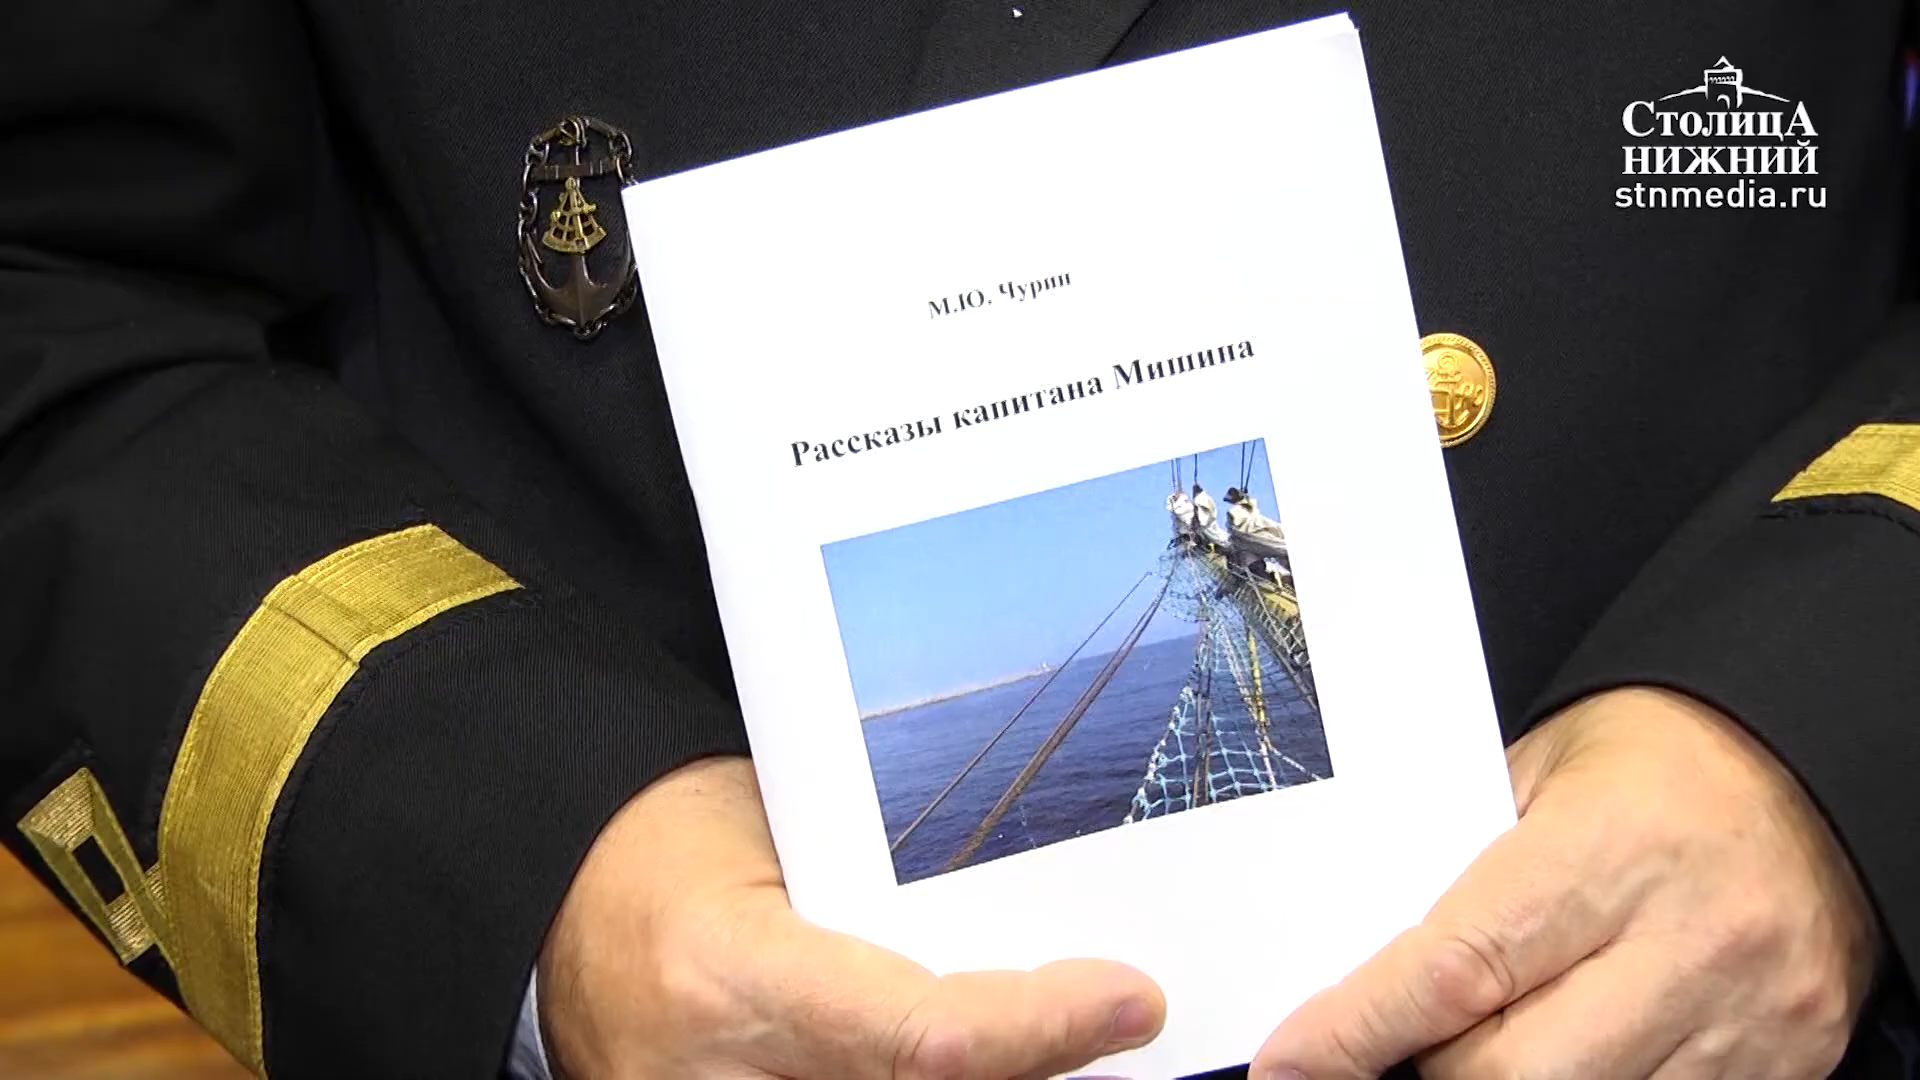 СтолицА
нижний
stnmedia.ru
М.Ю. Чурин
Рассказы капитана Мишина